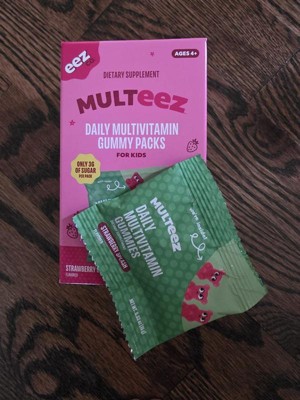 eez
CO.
AGES 4+
DIETARY SUPPLEMENT
MULTeez
DAILY MULTIVITAMIN
GUMMY PACKS
FOR KIDS
ONLY 3G
OF SUGAR
PER PACK
STRAWBERRY
MULTeez
DAILY
MULTIVITAMIN
GUMMIES
STRAWBERRY